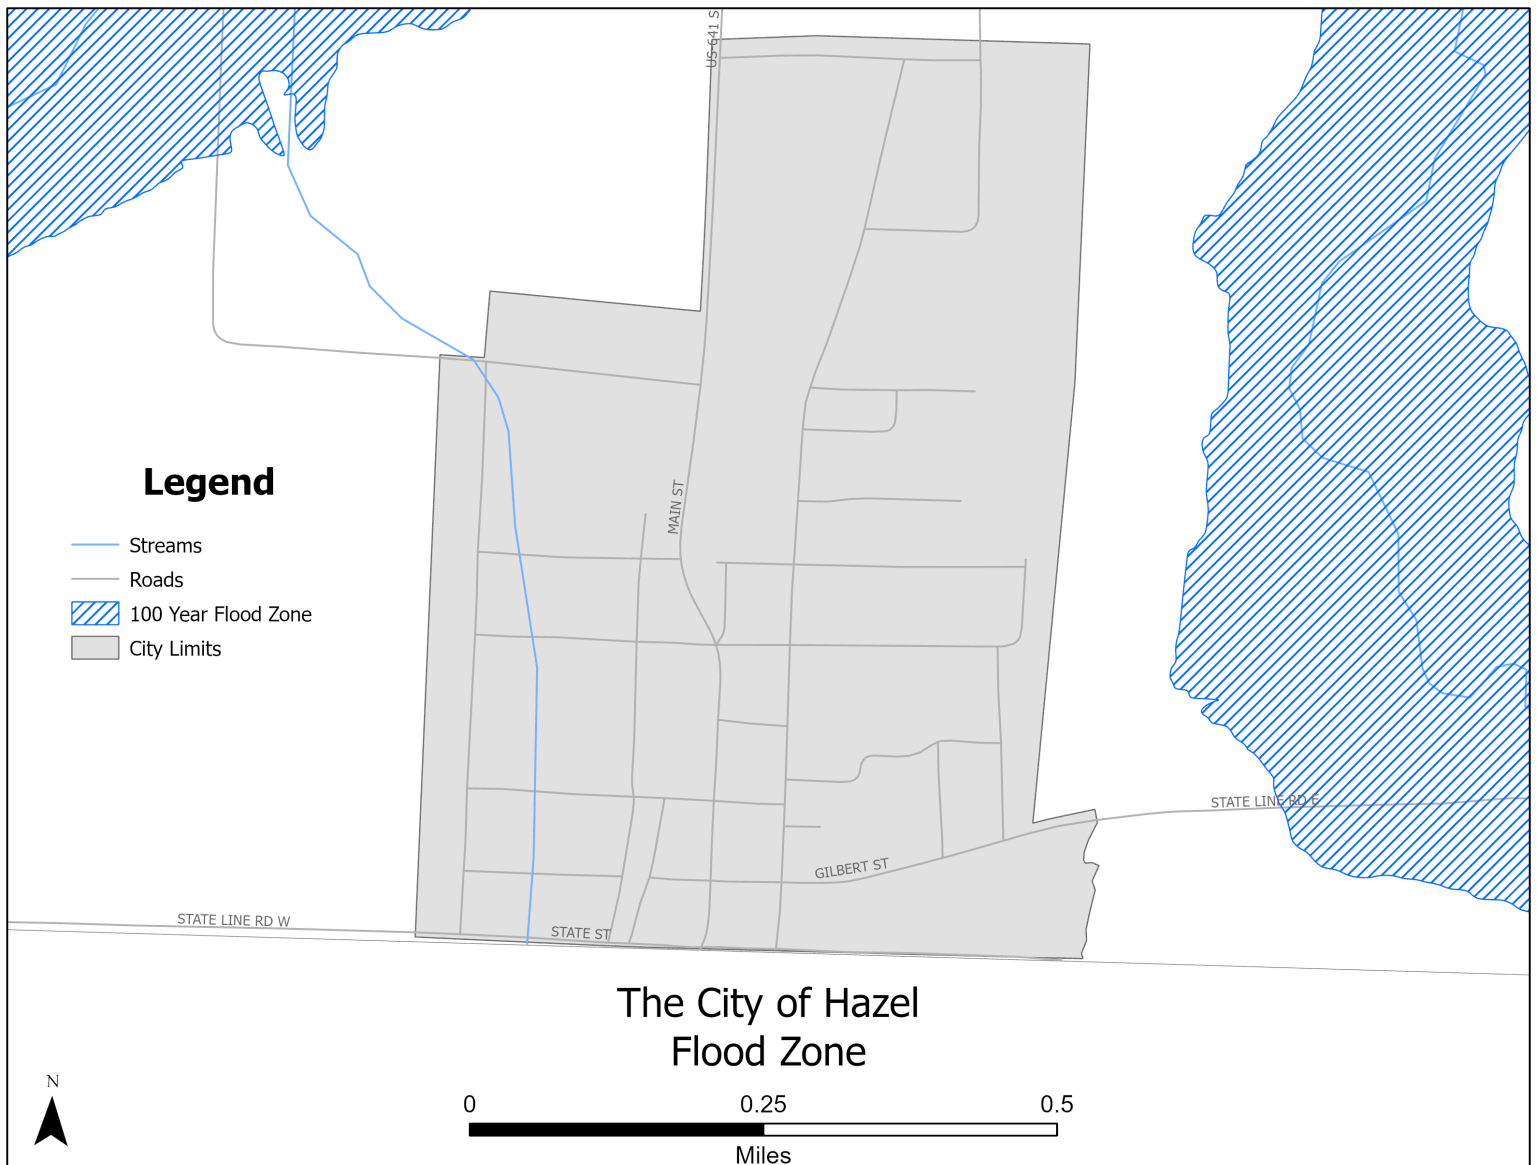 US 641 S
MAIN ST
Legend
Streams
Roads
100 Year Flood Zone
City Limits
STATE LINE RD E
GILBERT ST
STATE LINE RD W
STATE ST
The City of Hazel
Flood Zone
N
0 0.25 0.5
Miles